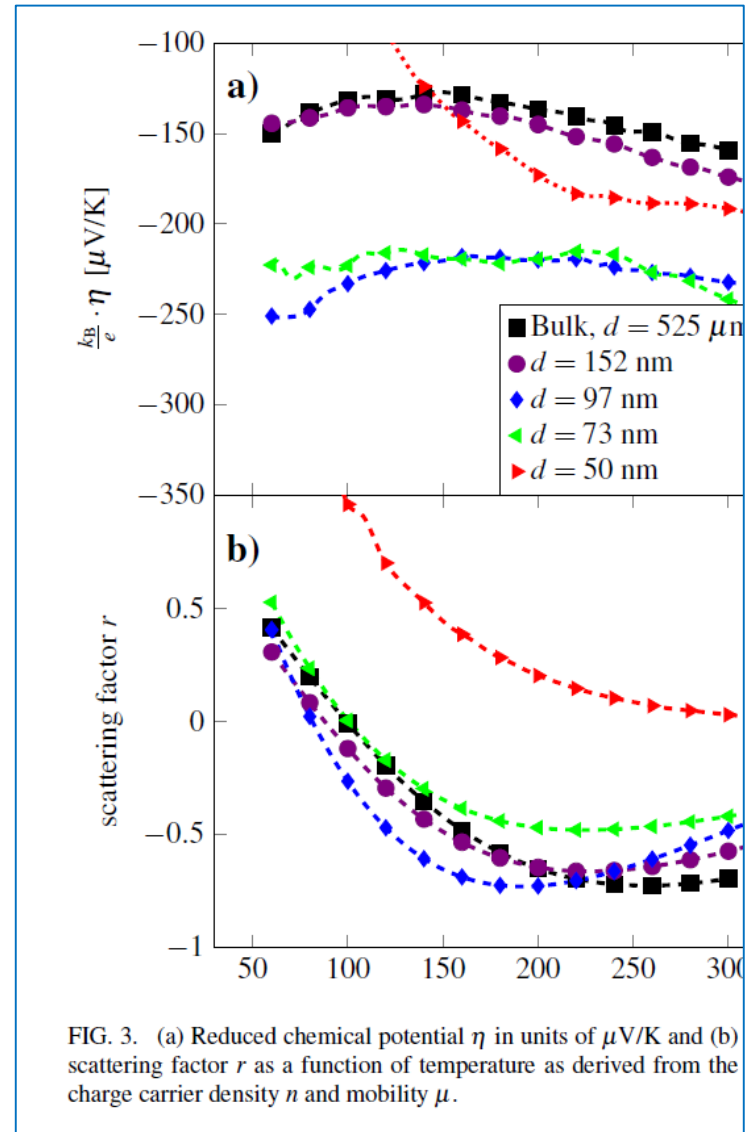 −100
−150
−200
−250
−300
−350
a)
kB/e · η [μV/K]
Bulk, d = 525 μm
d = 152 nm
d = 97 nm
d = 73 nm
d = 50 nm
b)
0.5
0
−0.5
−1
scattering factor r
50 100 150 200 250 300
FIG. 3. (a) Reduced chemical potential η in units of μV/K and (b)
scattering factor r as a function of temperature as derived from the
charge carrier density n and mobility μ.